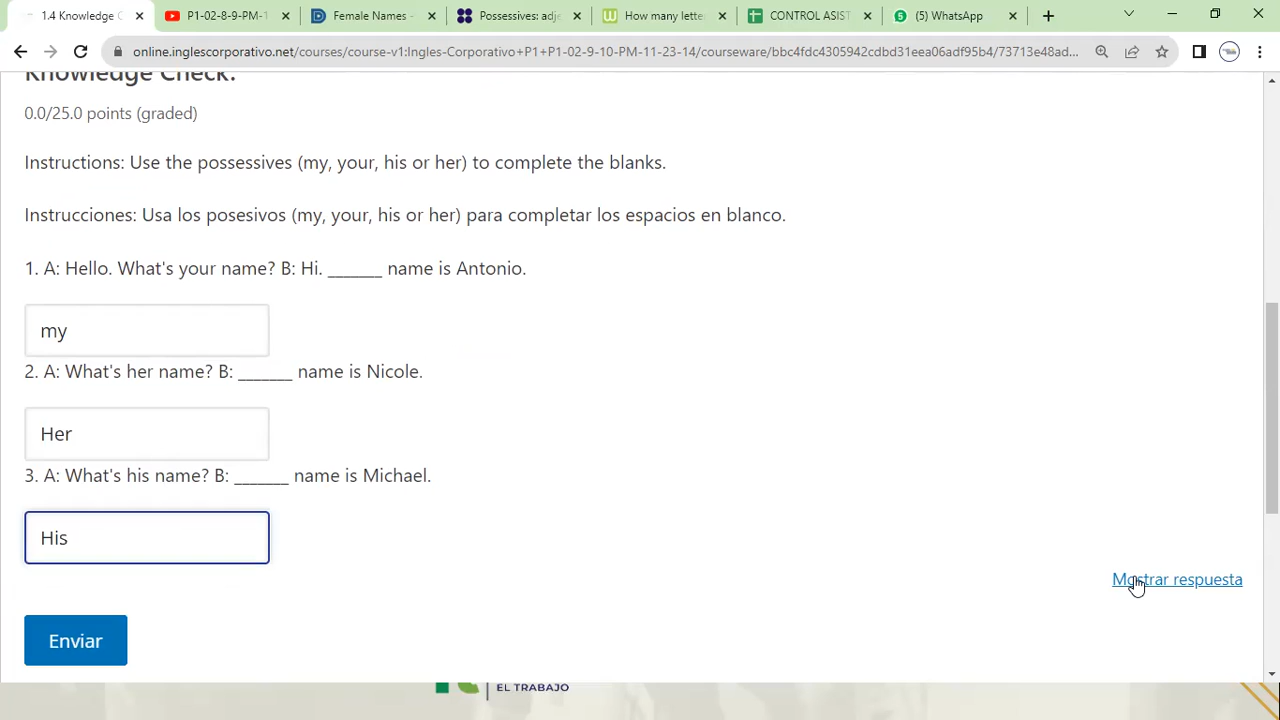 1.4 Knowledge C
P1-02-8-9-PM-1
Female Names -
Possessives: adje
How many lette
CONTROL ASIST
(5) WhatsApp
online.inglescorporativo.net/courses/course-v1:Ingles-Corporativo+P1+P1-02-9-10-PM-11-23-14/courseware/bbc4fdc4305942cdbd31eea06adf95b4/73713e48ad...
Knowledge Check.
0.0/25.0 points (graded)
Instructions: Use the possessives (my, your, his or her) to complete the blanks.
Instrucciones: Usa los posesivos (my, your, his or her) para completar los espacios en blanco.
1. A: Hello. What's your name? B: Hi. ______ name is Antonio.
my
2. A: What's her name? B: ______ name is Nicole.
Her
3. A: What's his name? B: ______ name is Michael.
His
Mostrar respuesta
Enviar
EL TRABAJO